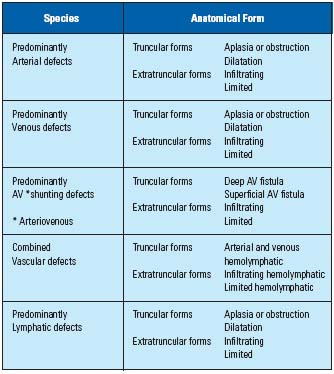 Species Anatomical Form
Predominantly Truncular forms Aplasia or obstruction
Arterial defects Dilatation
Extratruncular forms Infiltrating
Limited
Predominantly Truncular forms Aplasia or obstruction
Venous defects Dilatation
Extratruncular forms Infiltrating
Limited
Predominantly Truncular forms Deep AV fistula
AV *shunting defects Superficial AV fistula
Extratruncular forms Infiltrating
* Arteriovenous Limited
Combined Truncular forms Arterial and venous
Vascular defects hemolymphatic
Extratruncular forms Infiltrating hemolymphatic
Limited hemolymphatic
Predominantly Truncular forms Aplasia or obstruction
Lymphatic defects Dilatation
Extratruncular forms Infiltrating
Limited